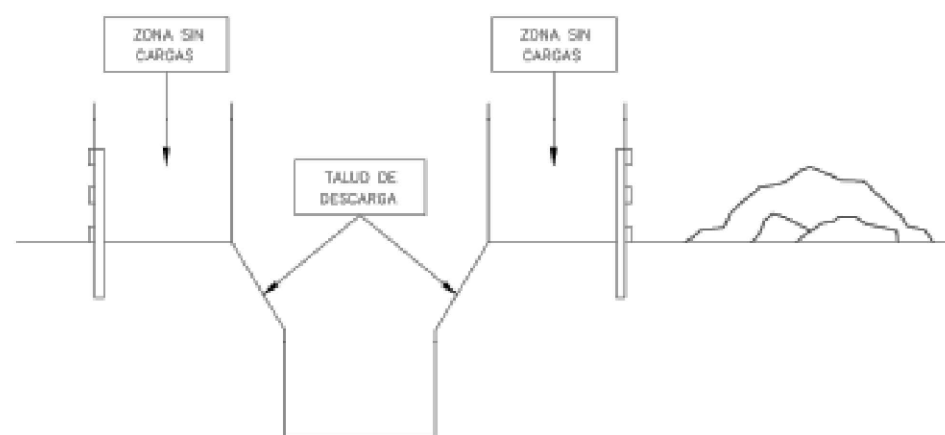 ZONA SIN
CARGAS
ZONA SIN
CARGAS
TALUD DE
DESCARGA